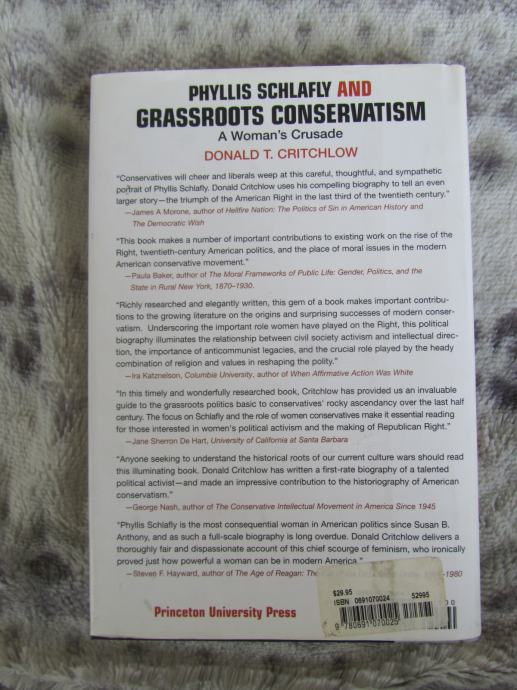 PHYLLIS SCHLAFLY AND
GRASSROOTS CONSERVATISM
A Woman's Crusade
DONALD T. CRITCHLOW
"Conservatives will cheer and liberals weep at this careful, thoughtful, and sympathetic
portrait of Phyllis Schlafly. Donald Critchlow uses his compelling biography to tell an even
larger story—the triumph of the American Right in the last third of the twentieth century."
—James A Morone, author of Hellfire Nation: The Politics of Sin in American History and
The Democratic Wish
"This book makes a number of important contributions to existing work on the rise of the
Right, twentieth-century American politics, and the place of moral issues in the modern
American conservative movement."
—Paula Baker, author of The Moral Frameworks of Public Life: Gender, Politics, and the
State in Rural New York, 1870–1930.
"Richly researched and elegantly written, this gem of a book makes important contribu-
tions to the growing literature on the origins and surprising successes of modern conser-
vatism. Underscoring the important role women have played on the Right, this political
biography illuminates the relationship between civil society activism and intellectual direc-
tion, the importance of anticommunist legacies, and the crucial role played by the heady
combination of religion and values in reshaping the polity."
—Ira Katznelson, Columbia University, author of When Affirmative Action Was White
"In this timely and wonderfully researched book, Critchlow has provided us an invaluable
guide to the grassroots politics basic to conservatives' rocky ascendancy over the last half
century. The focus on Schlafly and the role of women conservatives make it essential reading
for those interested in women's political activism and the making of Republican Right."
—Jane Sherron De Hart, University of California at Santa Barbara
"Anyone seeking to understand the historical roots of our current culture wars should read
this illuminating book. Donald Critchlow has written a first-rate biography of a talented
political activist—and made an impressive contribution to the historiography of American
conservatism."
—George Nash, author of The Conservative Intellectual Movement in America Since 1945
"Phyllis Schlafly is the most consequential woman in American politics since Susan B.
Anthony, and as such a full-scale biography is long overdue. Donald Critchlow delivers a
thoroughly fair and dispassionate account of this chief scourge of feminism, who ironically
proved just how powerful a woman can be in modern America."
—Steven F. Hayward, author of The Age of Reagan: The -1980
$29.95
ISBN 0691070024 52995
9 780691 070025
Princeton University Press